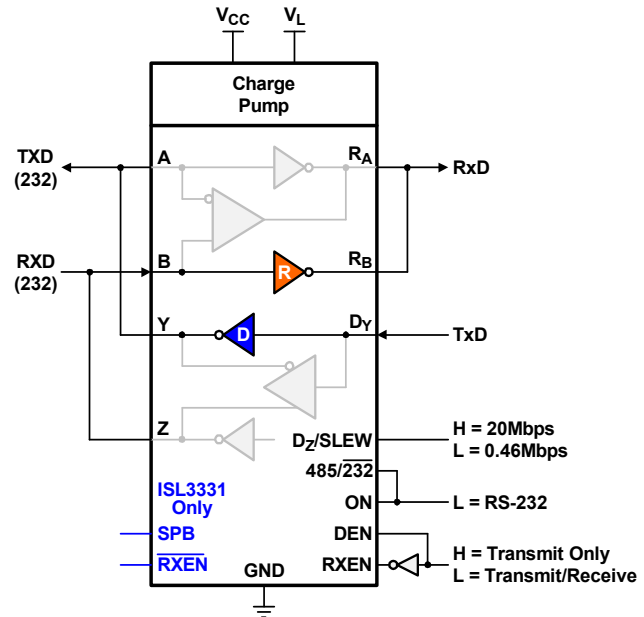 VCC VL
Charge
Pump
TXD
(232)
A
RA
RxD
RXD
(232)
B
R
RB
Y
D
DY
TxD
Z
DZ/SLEW
H = 20Mbps
L = 0.46Mbps
485/232
ISL3331
Only
ON
L = RS-232
SPB
DEN
H = Transmit Only
RXEN
GND
RXEN
L = Transmit/Receive